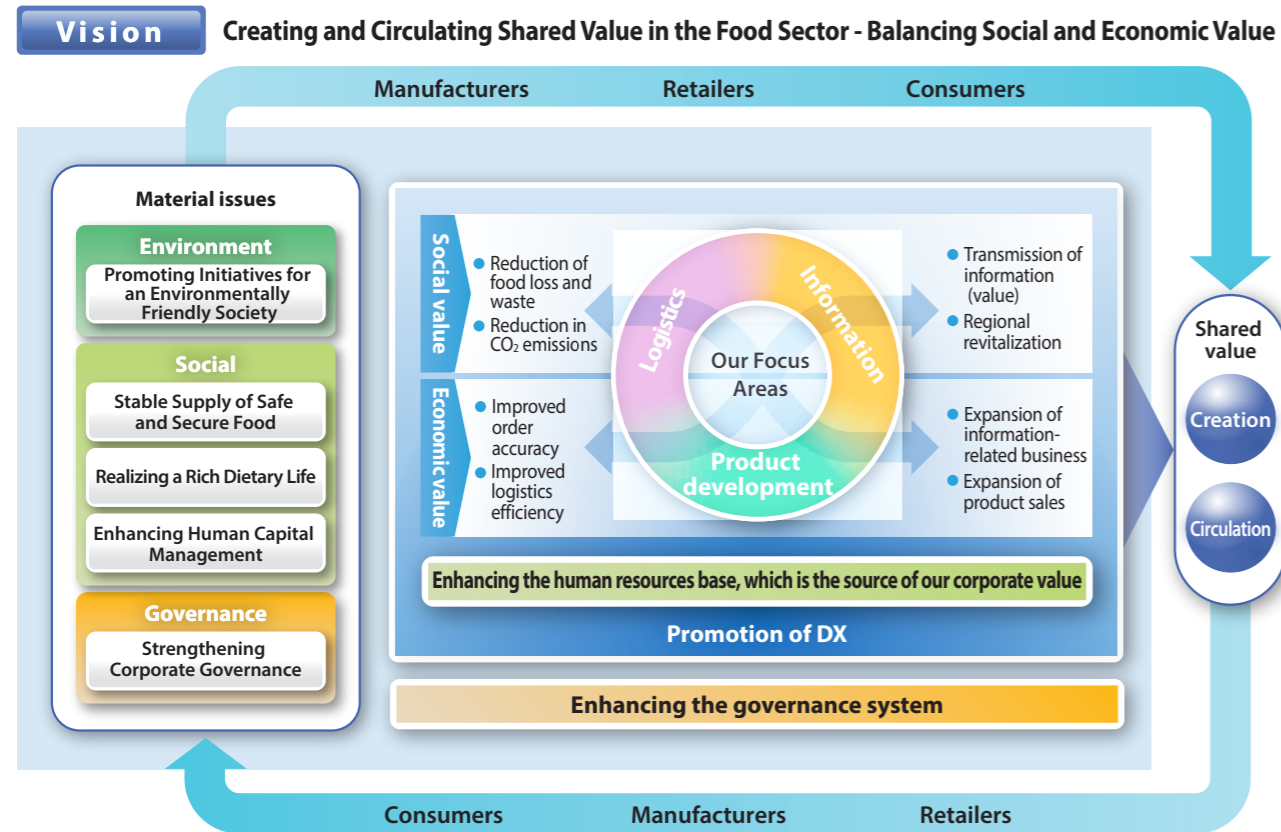 Vision
Creating and Circulating Shared Value in the Food Sector - Balancing Social and Economic Value
Manufacturers
Retailers
Consumers
Material issues
Environment
Promoting Initiatives for
an Environmentally
Friendly Society
Social
Stable Supply of Safe
and Secure Food
Realizing a Rich Dietary Life
Enhancing Human Capital
Management
Governance
Strengthening
Corporate Governance
Social value
● Reduction of
food loss and
waste
● Reduction in
CO₂ emissions
Logistics
Information
Our Focus
Areas
Product
development
● Transmission of
information
(value)
● Regional
revitalization
Economic value
● Improved
order
accuracy
● Improved
logistics
efficiency
● Expansion of
information-
related business
● Expansion of
product sales
Enhancing the human resources base, which is the source of our corporate value
Promotion of DX
Enhancing the governance system
Shared
value
Creation
Circulation
Consumers
Manufacturers
Retailers